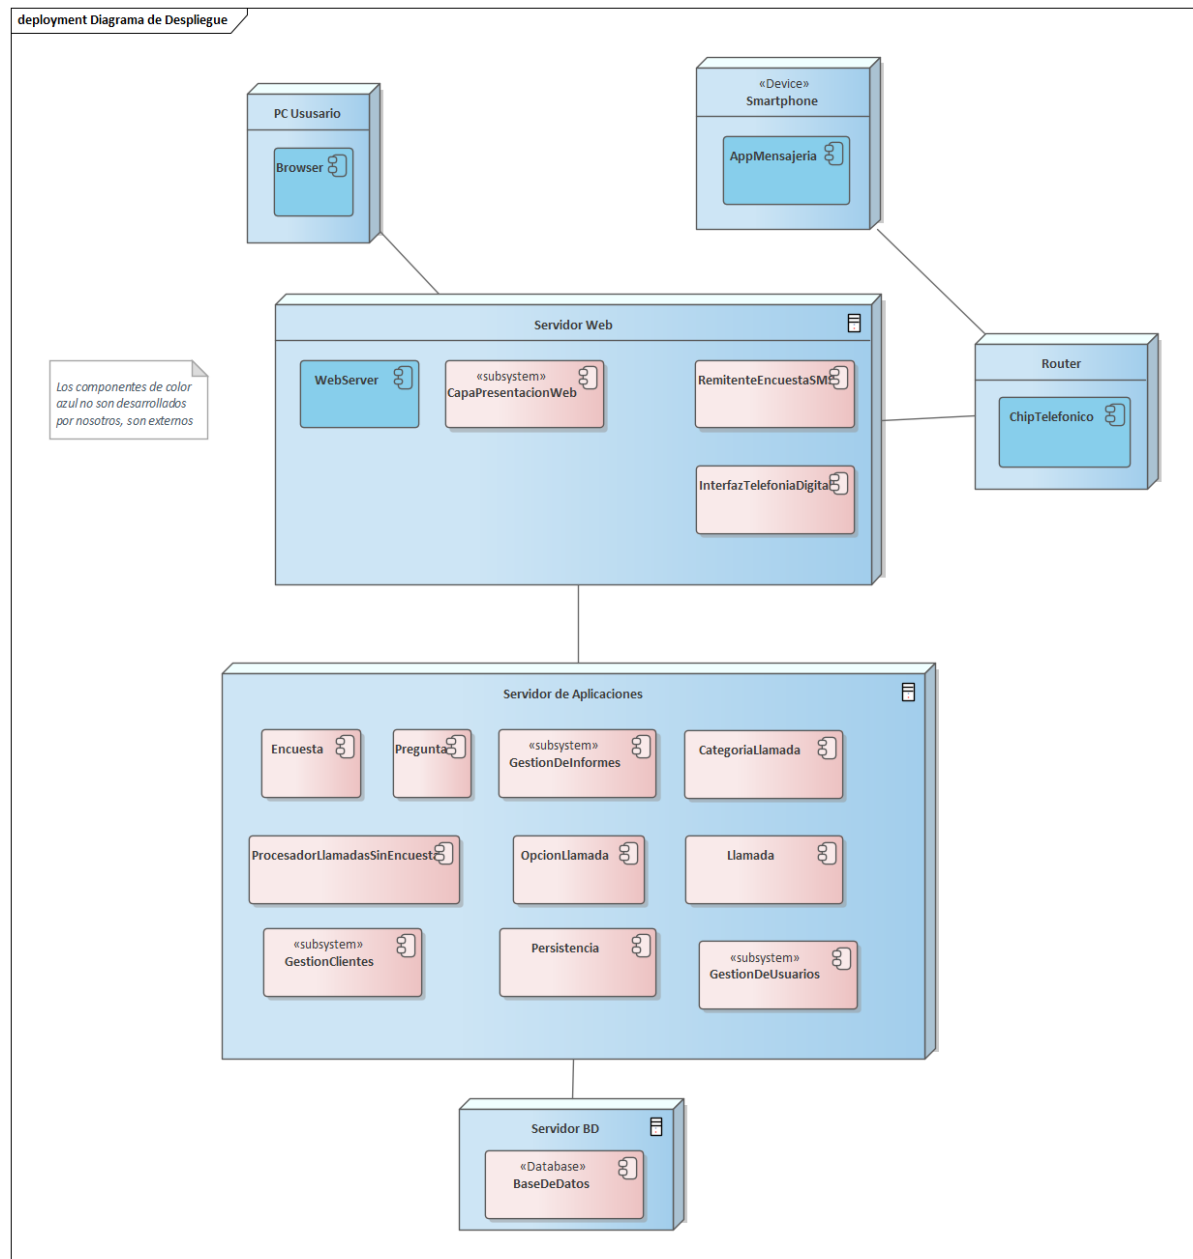 deployment Diagrama de Despliegue
PC Ususario
Browser
«Device»
Smartphone
AppMensajeria
Servidor Web
WebServer
«subsystem»
CapaPresentacionWeb
RemitenteEncuestaSMS
InterfazTelefoniaDigital
Router
ChipTelefonico
Los componentes de color
azul no son desarrollados
por nosotros, son externos
Servidor de Aplicaciones
Encuesta
Pregunta
«subsystem»
GestionDeInformes
CategoriaLlamada
ProcesadorLlamadasSinEncuesta
OpcionLlamada
Llamada
«subsystem»
GestionClientes
Persistencia
«subsystem»
GestionDeUsuarios
Servidor BD
«Database»
BaseDeDatos